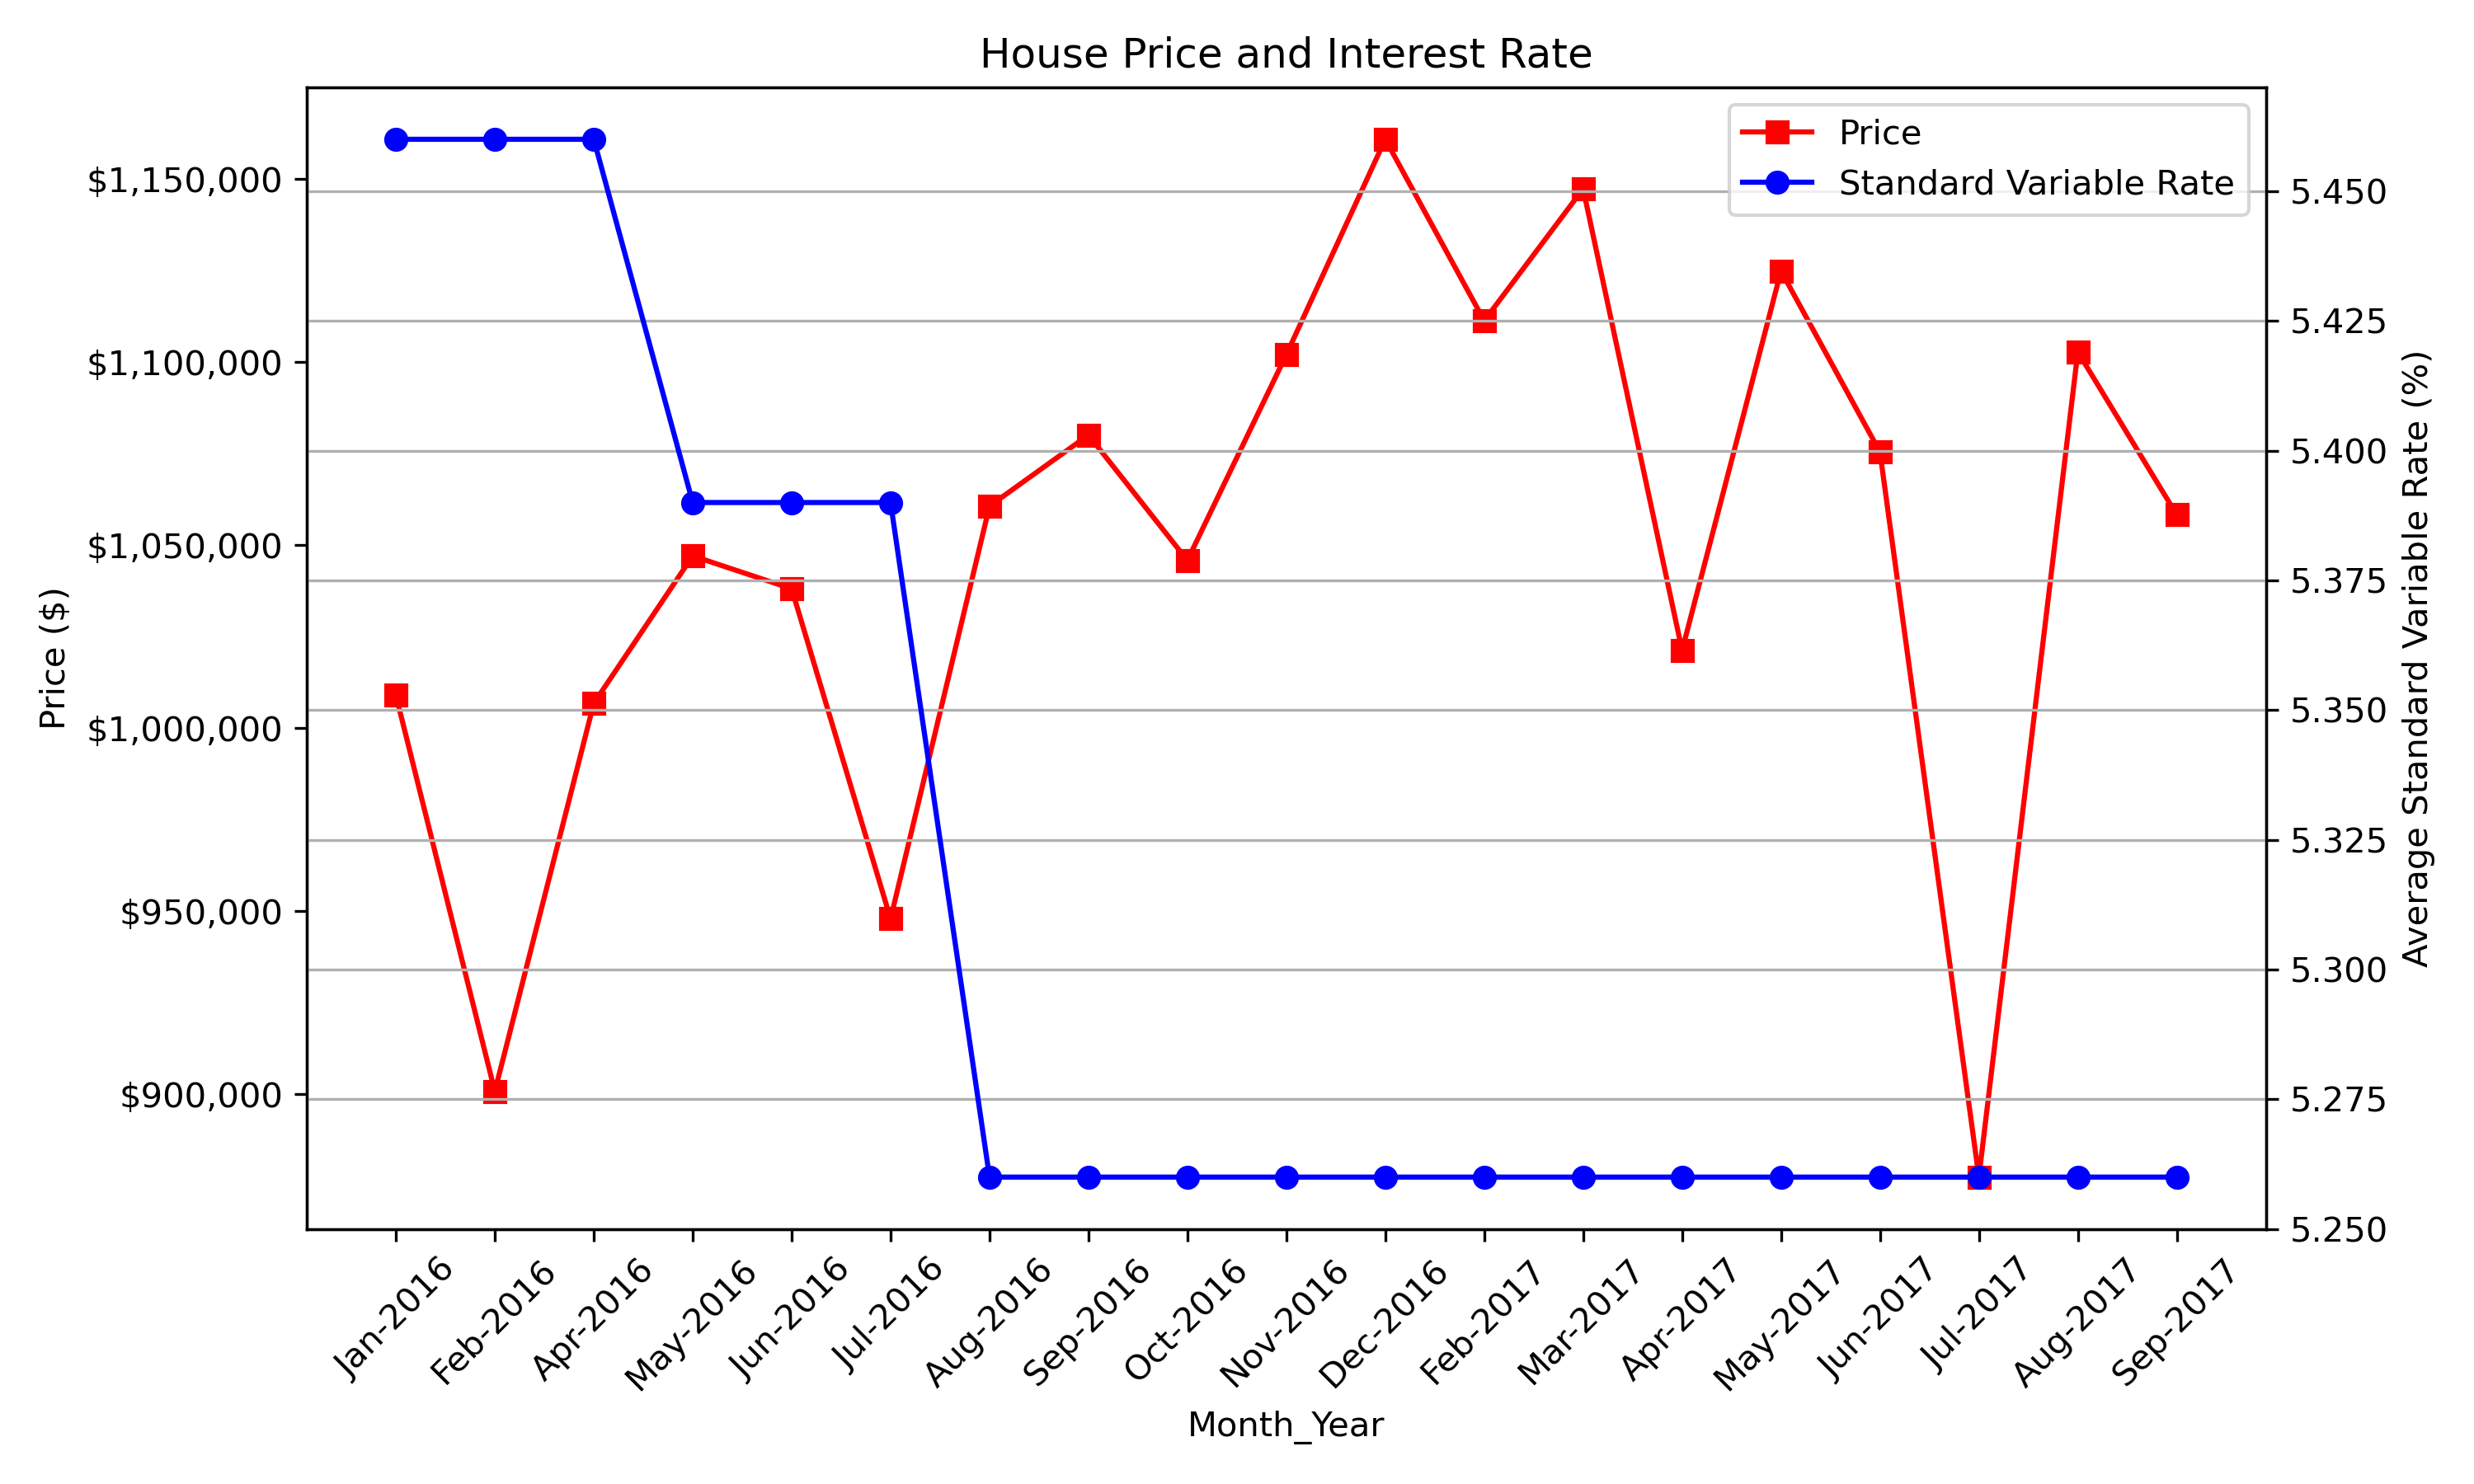 House Price and Interest Rate
Price
Standard Variable Rate
$1,150,000
$1,100,000
$1,050,000
$1,000,000
$950,000
$900,000
Price ($)
5.450
5.425
5.400
5.375
5.350
5.325
5.300
5.275
5.250
Average Standard Variable Rate (%)
Jan-2016
Feb-2016
Apr-2016
May-2016
Jun-2016
Jul-2016
Aug-2016
Sep-2016
Oct-2016
Nov-2016
Dec-2016
Feb-2017
Mar-2017
Apr-2017
May-2017
Jun-2017
Jul-2017
Aug-2017
Sep-2017
Month_Year